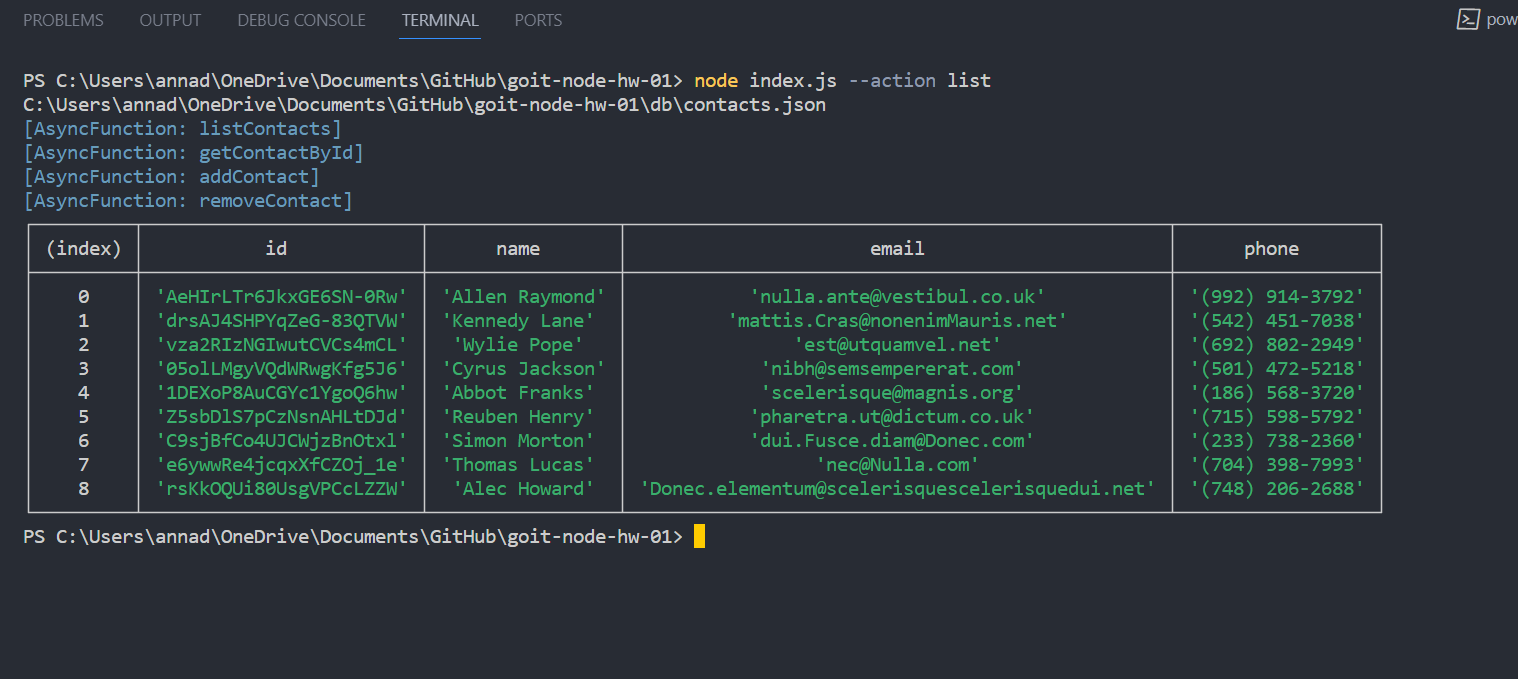 PROBLEMS OUTPUT DEBUG CONSOLE TERMINAL PORTS pow
PS C:\Users\annad\OneDrive\Documents\GitHub\goit-node-hw-01> node index.js --action list
C:\Users\annad\OneDrive\Documents\GitHub\goit-node-hw-01\db\contacts.json
[AsyncFunction: listContacts]
[AsyncFunction: getContactById]
[AsyncFunction: addContact]
[AsyncFunction: removeContact]
(index) id name email phone
0 'AeHIrLTr6JkxGE6SN-0Rw' 'Allen Raymond' 'nulla.ante@vestibul.co.uk' '(992) 914-3792'
1 'drsAJ4SHPYqZeG-83QTVW' 'Kennedy Lane' 'mattis.Cras@nonenimMauris.net' '(542) 451-7038'
2 'vza2RIzNGIwutCVCs4mCL' 'Wylie Pope' 'est@utquamvel.net' '(692) 802-2949'
3 '05olLMgyVQdWRwgKfg5J6' 'Cyrus Jackson' 'nibh@semsempererat.com' '(501) 472-5218'
4 '1DEXoP8AuCGYc1YgoQ6hw' 'Abbot Franks' 'scelerisque@magnis.org' '(186) 568-3720'
5 'Z5sbDlS7pCzNsnAHLtDJd' 'Reuben Henry' 'pharetra.ut@dictum.co.uk' '(715) 598-5792'
6 'C9sjBfCo4UJCWjzBnOtxl' 'Simon Morton' 'dui.Fusce.diam@Donec.com' '(233) 738-2360'
7 'e6ywwRe4jcqxXfCZOj_1e' 'Thomas Lucas' 'nec@Nulla.com' '(704) 398-7993'
8 'rsKkOQUi80UsgVPCcLZZW' 'Alec Howard' 'Donec.elementum@scelerisquescelerisquedui.net' '(748) 206-2688'
PS C:\Users\annad\OneDrive\Documents\GitHub\goit-node-hw-01>